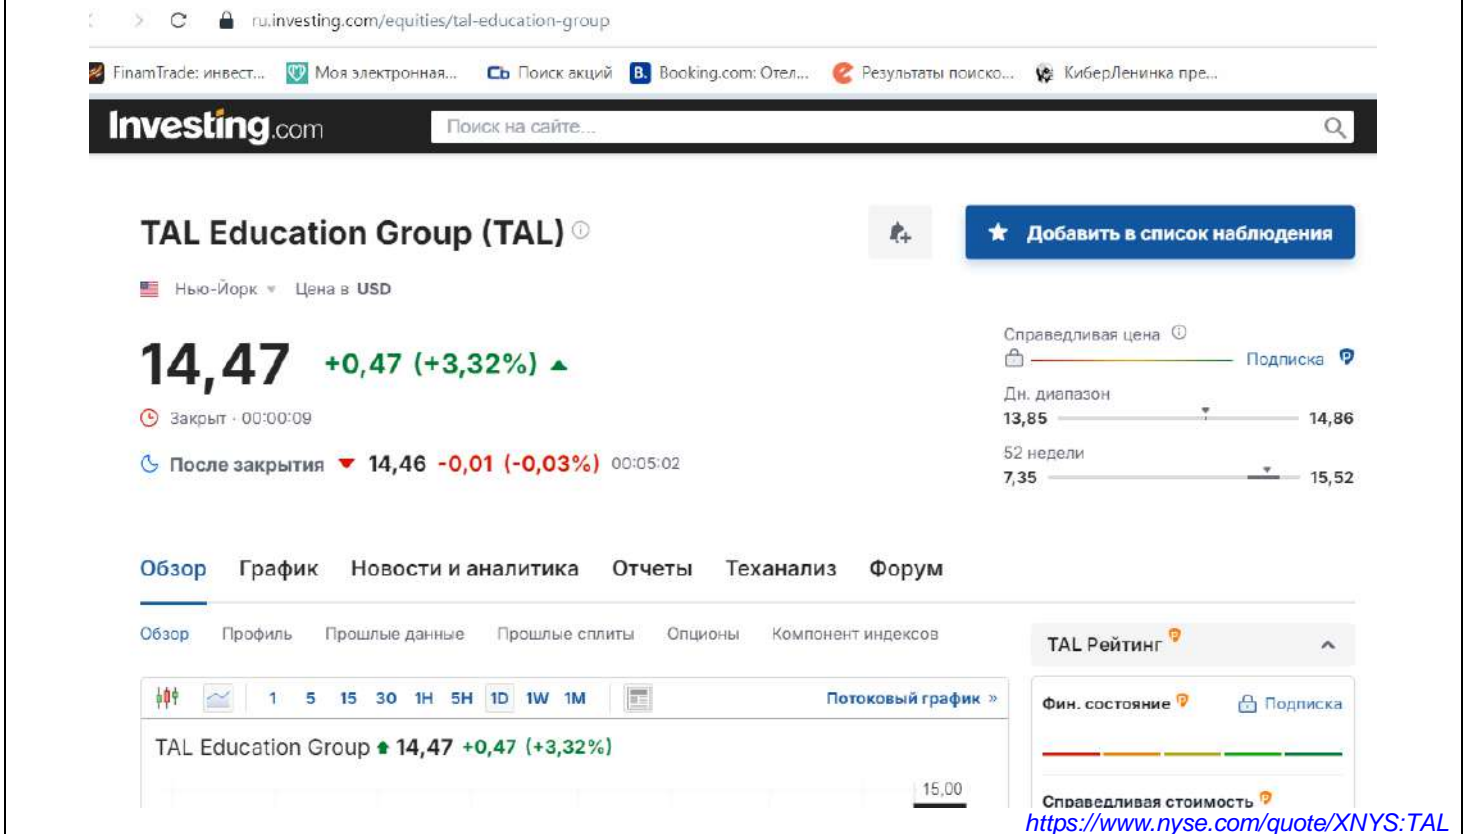 ru.investing.com/equities/tal-education-group
FinamTrade: инвест... Моя электронная... Сь Поиск акций B. Booking.com: Отел... Результаты поиско... КиберЛенинка пре...
Investing.com Поиск на сайте...
TAL Education Group (TAL)
Добавить в список наблюдения
Нью-Йорк Цена в USD
14,47 +0,47 (+3,32%)
Закрыт · 00:00:09
После закрытия 14,46 -0,01 (-0,03%) 00:05:02
Справедливая цена
Подписка
Дн. диапазон
13,85 14,86
52 недели
7,35 15,52
Обзор График Новости и аналитика Отчеты Теханализ Форум
Обзор Профиль Прошлые данные Прошлые сплиты Опционы Компонент индексов
1 5 15 30 1H 5H 1D 1W 1M Потоковый график »
TAL Education Group 14,47 +0,47 (+3,32%)
15,00
TAL Рейтинг
Фин. состояние Подписка
Справедливая стоимость
https://www.nyse.com/quote/XNYS:TAL